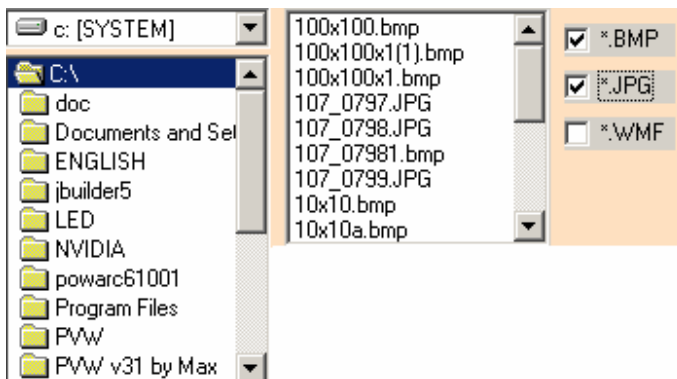 c: [SYSTEM]
C:\
doc
Documents and Set
ENGLISH
jbuilder5
LED
NVIDIA
powarc61001
Program Files
PVW
PVW v31 by Max
100x100.bmp
100x100x1(1).bmp
100x100x1.bmp
107_0797.JPG
107_0798.JPG
107_07981.bmp
107_0799.JPG
10x10.bmp
10x10a.bmp
*.BMP
*.JPG
*.WMF